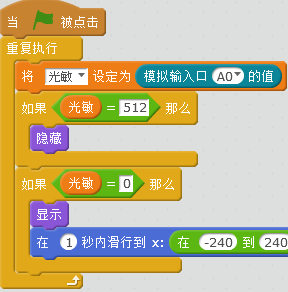 当 被点击
重复执行
将 光敏 设定为 模拟输入口 A0 的值
如果 光敏 = 512 那么
隐藏
如果 光敏 = 0 那么
显示
在 1 秒内滑行到 x: 在 -240 到 240